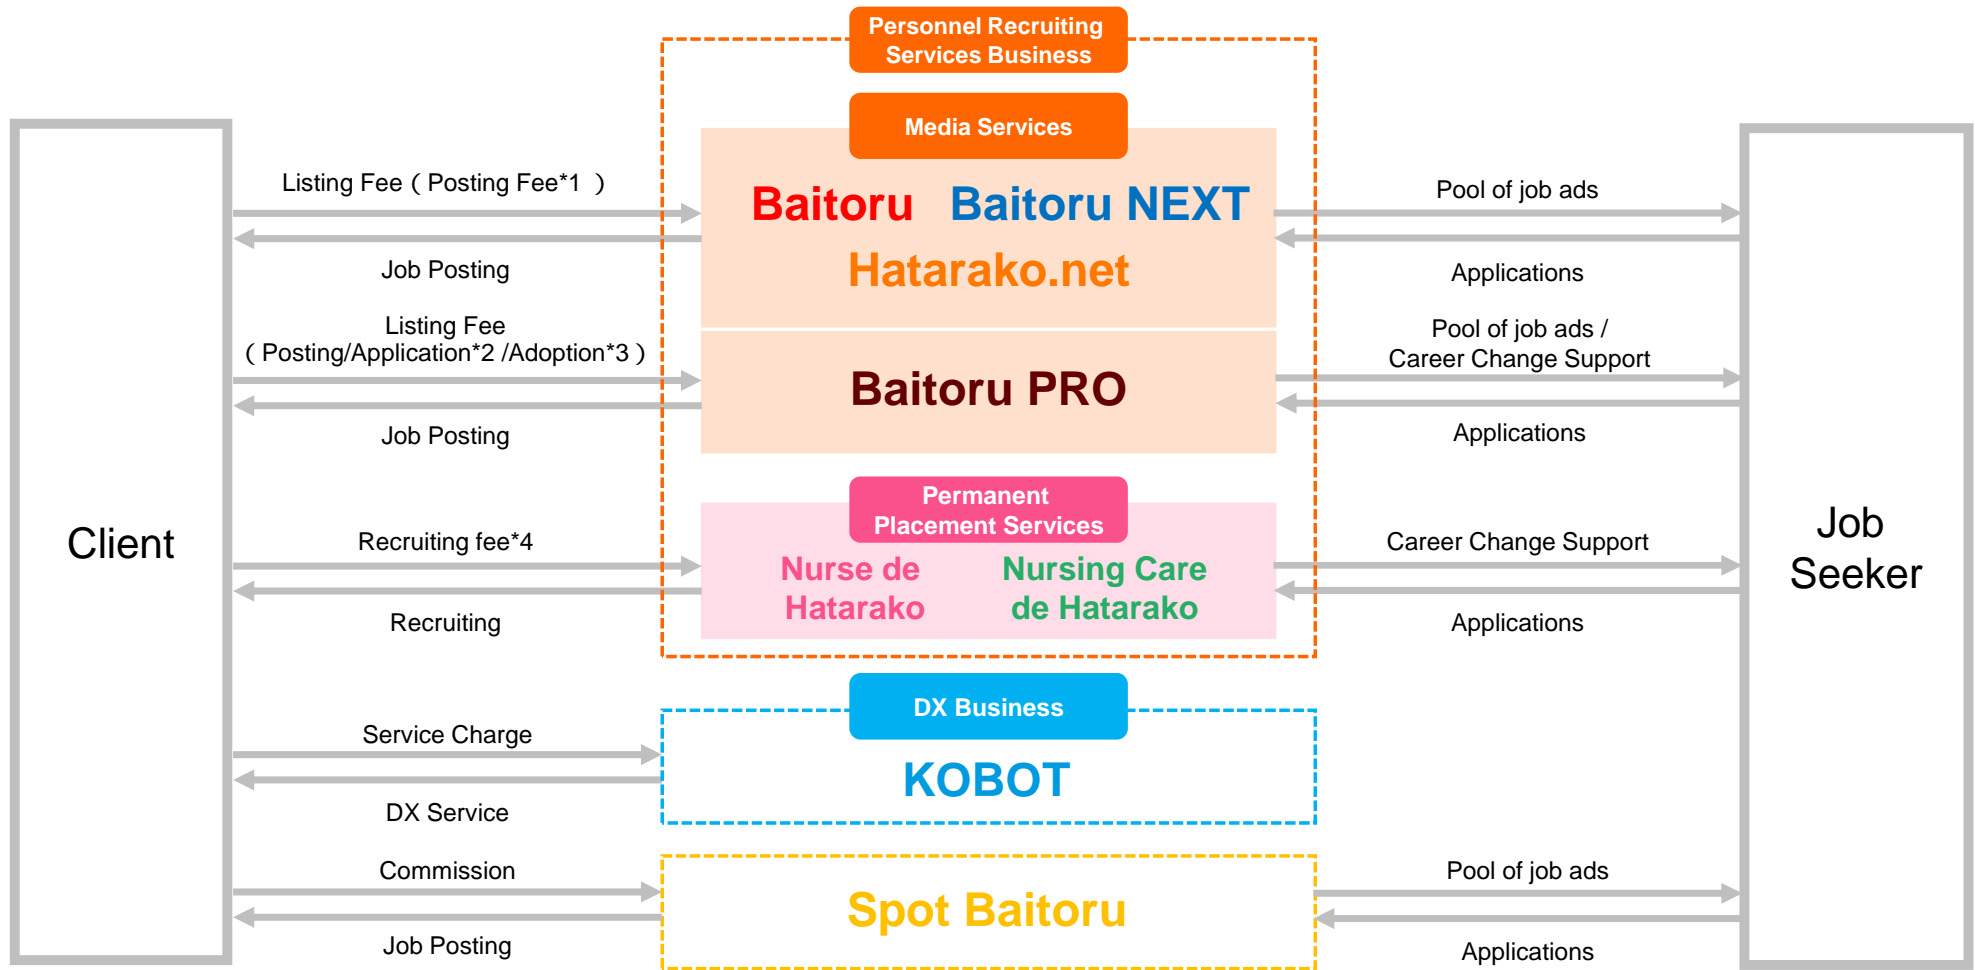 Personnel Recruiting
Services Business
Media Services
Listing Fee ( Posting Fee*1 )
Baitoru Baitoru NEXT
Pool of job ads
Job Posting
Hatarako.net
Applications
Listing Fee
( Posting/Application*2 /Adoption*3 )
Baitoru PRO
Pool of job ads /
Career Change Support
Job Posting
Applications
Client
Permanent
Placement Services
Recruiting fee*4
Nurse de
Hatarako
Nursing Care
de Hatarako
Career Change Support
Recruiting
Applications
Job
Seeker
DX Business
Service Charge
KOBOT
DX Service
Commission
Spot Baitoru
Pool of job ads
Job Posting
Applications